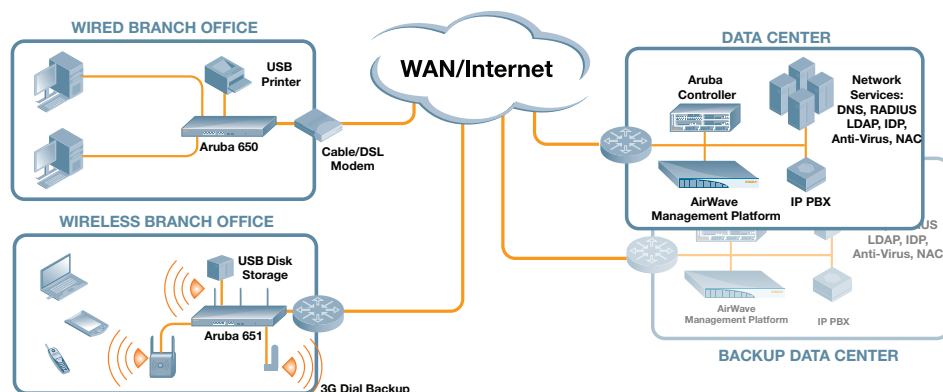 WIRED BRANCH OFFICE
USB
Printer
Aruba 650
Cable/DSL
Modem
WAN/Internet
DATA CENTER
Aruba
Controller
Network
Services:
DNS, RADIUS
LDAP, IDP,
Anti-Virus, NAC
AirWave
Management Platform
IP PBX
WIRELESS BRANCH OFFICE
USB Disk
Storage
Aruba 651
3G Dial Backup
LDAP, IDP,
Anti-Virus, NAC
AirWave
Management Platform
IP PBX
BACKUP DATA CENTER